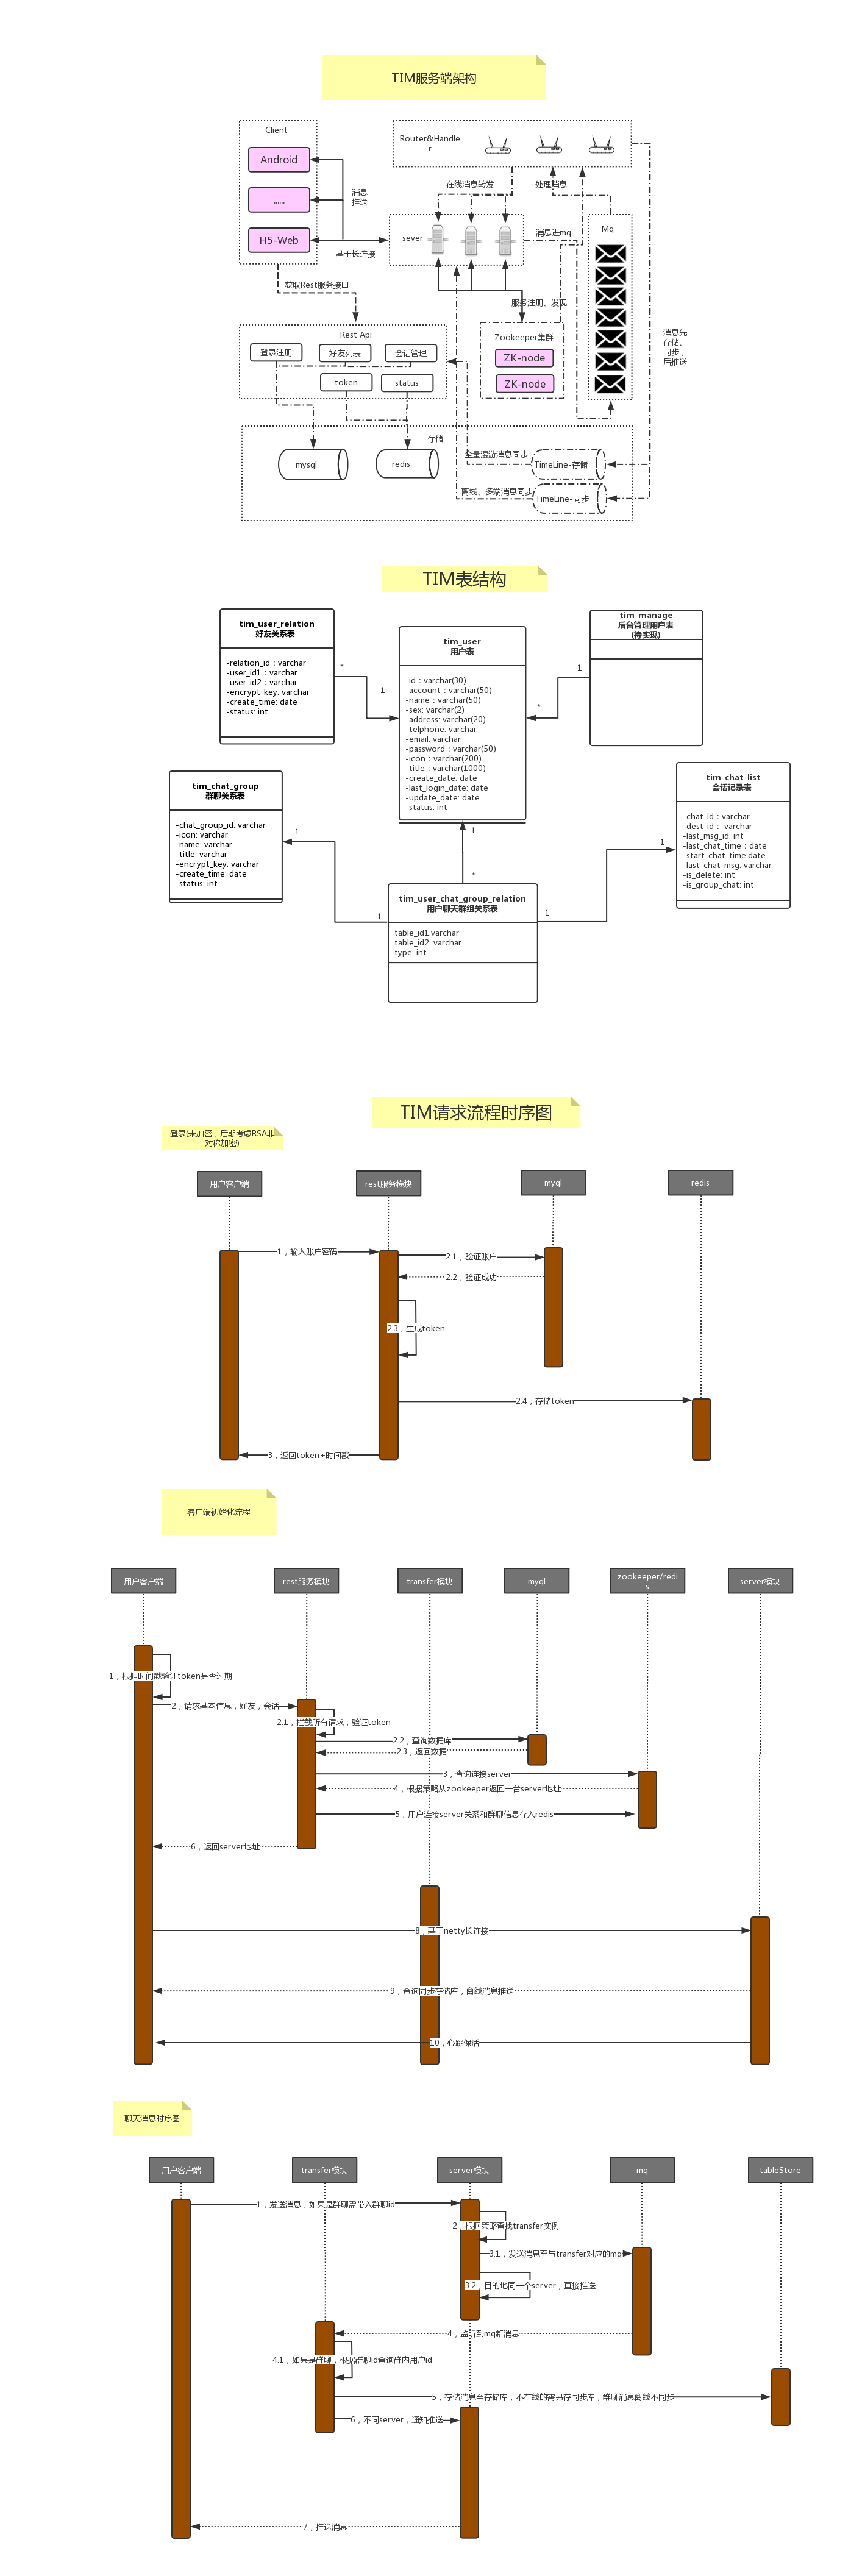 TIM服务端架构
Client
Android
......
H5-Web
消息
推送
基于长连接
获取Rest服务接口
Router&Handle
r
在线消息转发
处理消息
sever
消息进mq
Mq
服务注册、发现
Zookeeper集群
ZK-node
ZK-node
消息先
存储、
同步，
后推送
Rest Api
登录注册
好友列表
会话管理
token
status
存储
mysql
redis
全量漫游消息同步
TimeLine-存储
离线、多端消息同步
TimeLine-同步
TIM表结构
tim_user_relation
好友关系表
-relation_id：varchar
-user_id1：varchar
-user_id2：varchar
-encrypt_key: varchar
-create_time: date
-status: int
*
1
tim_user
用户表
-id：varchar(30)
-account：varchar(50)
-name：varchar(50)
-sex: varchar(2)
-address: varchar(20)
-telphone: varchar
-email: varchar
-password：varchar(50)
-icon：varchar(200)
-title：varchar(1000)
-create_date: date
-last_login_date: date
-update_date: date
-status: int
tim_manage
后台管理用户表
(待实现)
1
*
tim_chat_group
群聊关系表
-chat_group_id: varchar
-icon: varchar
-name: varchar
-title: varchar
-encrypt_key: varchar
-create_time: date
-status: int
1
1
1
*
tim_user_chat_group_relation
用户聊天群组关系表
table_id1:varchar
table_id2: varchar
type: int
1
1
tim_chat_list
会话记录表
-chat_id：varchar
-dest_id： varchar
-last_msg_id: int
-last_chat_time：date
-start_chat_time:date
-last_chat_msg: varchar
-is_delete: int
-is_group_chat: int
TIM请求流程时序图
登录(未加密，后期考虑RSA非
对称加密)
用户客户端
rest服务模块
myql
redis
1，输入账户密码
2.1，验证账户
2.2，验证成功
2.3，生成token
2.4，存储token
3，返回token+时间戳
客户端初始化流程
用户客户端
rest服务模块
transfer模块
myql
zookeeper/redi
s
server模块
1，根据时间戳验证token是否过期
2，请求基本信息，好友，会话
2.1，拦截所有请求，验证token
2.2，查询数据库
2.3，返回数据
3，查询连接server
4，根据策略从zookeeper返回一台server地址
5，用户连接server关系和群聊信息存入redis
6，返回server地址
8，基于netty长连接
9，查询同步存储库，离线消息推送
10，心跳保活
聊天消息时序图
用户客户端
transfer模块
server模块
mq
tableStore
1，发送消息，如果是群聊需带入群聊id
2，根据策略查找transfer实例
3.1，发送消息至与transfer对应的mq
3.2，目的地同一个server，直接推送
4，监听到mq新消息
4.1，如果是群聊，根据群聊id查询群内用户id
5，存储消息至存储库，不在线的需另存同步库，群聊消息离线不同步
6，不同server，通知推送
7，推送消息